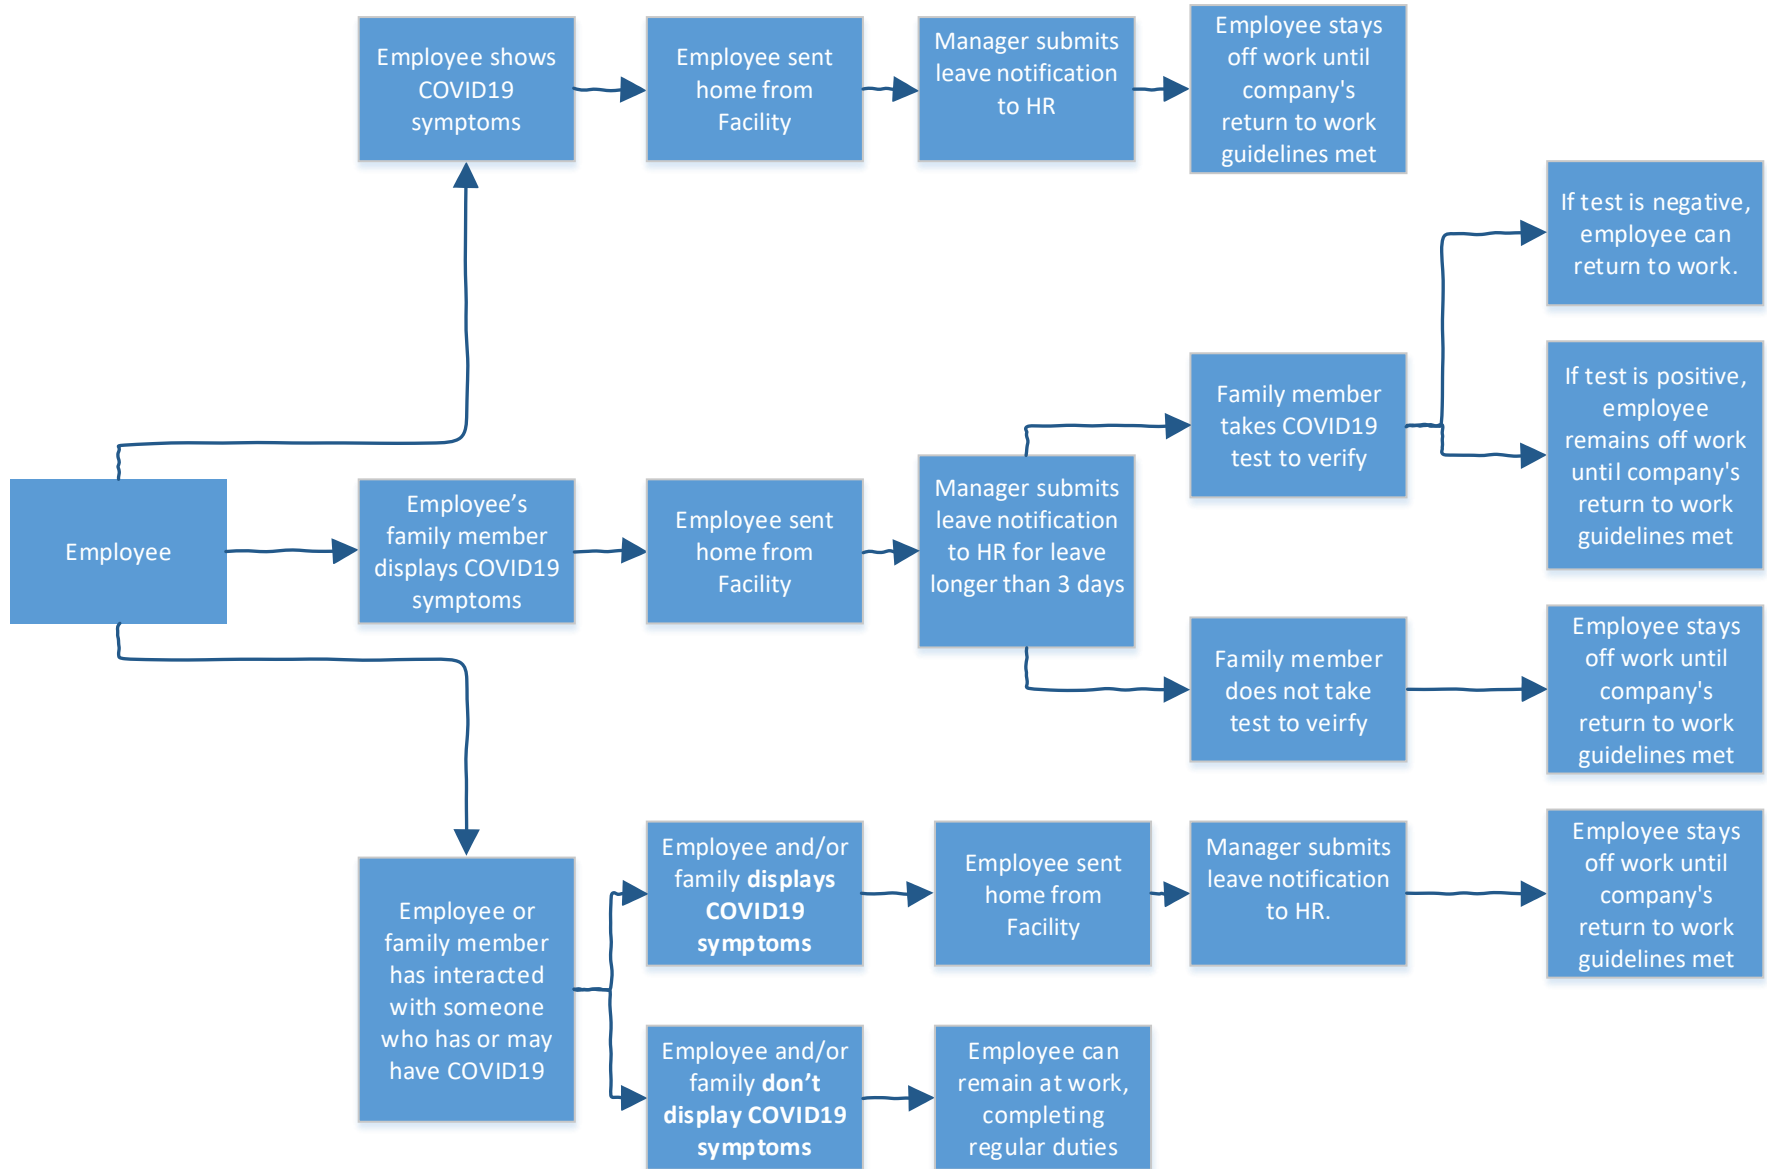 Employee shows
COVID19
symptoms
Employee sent
home from
Facility
Manager submits
leave notification
to HR
Employee stays
off work until
company's
return to work
guidelines met
If test is negative,
employee can
return to work.
Family member
takes COVID19
test to verify
If test is positive,
employee
remains off work
until company's
return to work
guidelines met
Employee
Employee’s
family member
displays COVID19
symptoms
Employee sent
home from
Facility
Manager submits
leave notification
to HR for leave
longer than 3 days
Family member
does not take
test to veirfy
Employee stays
off work until
company's
return to work
guidelines met
Employee or
family member
has interacted
with someone
who has or may
have COVID19
Employee and/or
family displays
COVID19
symptoms
Employee sent
home from
Facility
Manager submits
leave notification
to HR.
Employee stays
off work until
company's
return to work
guidelines met
Employee and/or
family don’t
display COVID19
symptoms
Employee can
remain at work,
completing
regular duties